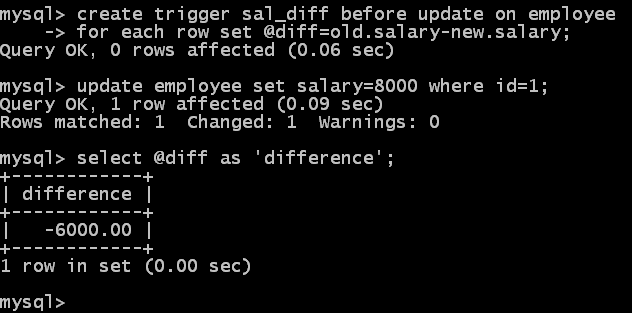 mysql> create trigger sal_diff before update on employee
    -> for each row set @diff=old.salary-new.salary;
Query OK, 0 rows affected (0.06 sec)
mysql> update employee set salary=8000 where id=1;
Query OK, 1 row affected (0.09 sec)
Rows matched: 1  Changed: 1  Warnings: 0
mysql> select @diff as 'difference';
+------------+
| difference |
+------------+
|   -6000.00 |
+------------+
1 row in set (0.00 sec)
mysql>